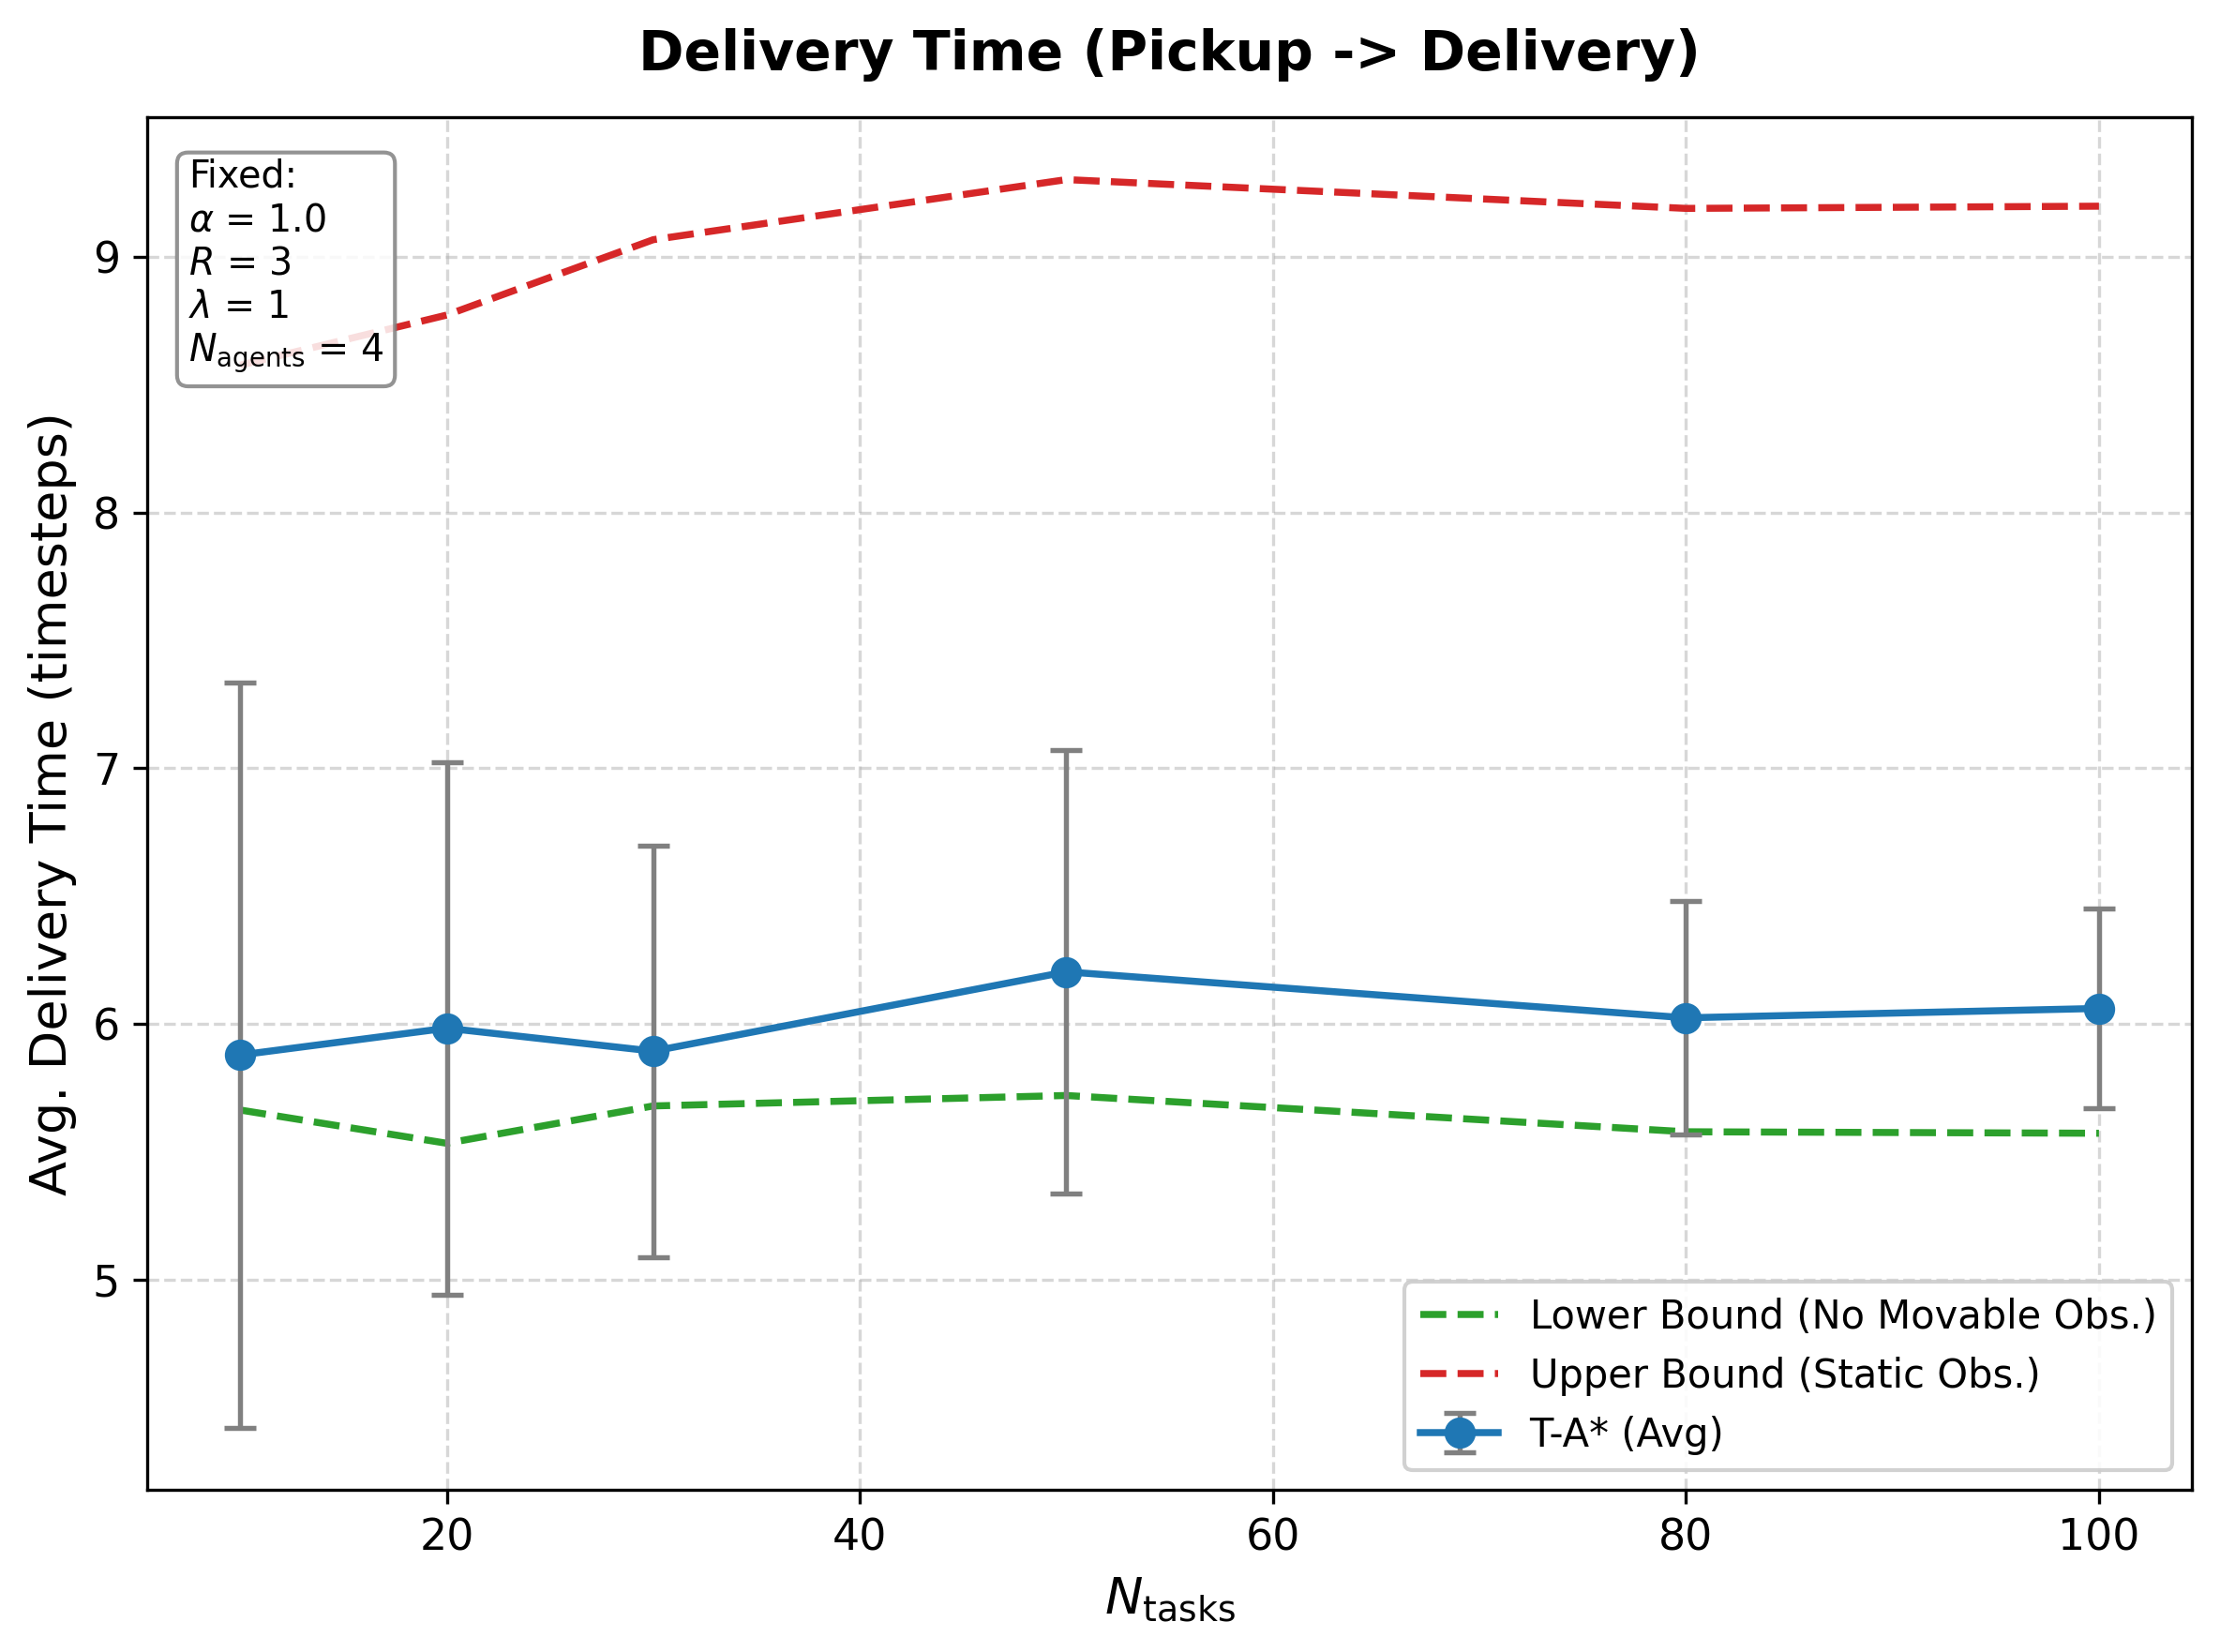 Delivery Time (Pickup -> Delivery)
Fixed:
α = 1.0
R = 3
λ = 1
N_agents = 4
Avg. Delivery Time (timesteps)
9
8
7
6
5
Lower Bound (No Movable Obs.)
Upper Bound (Static Obs.)
T-A* (Avg)
20 40 60 80 100
N_tasks